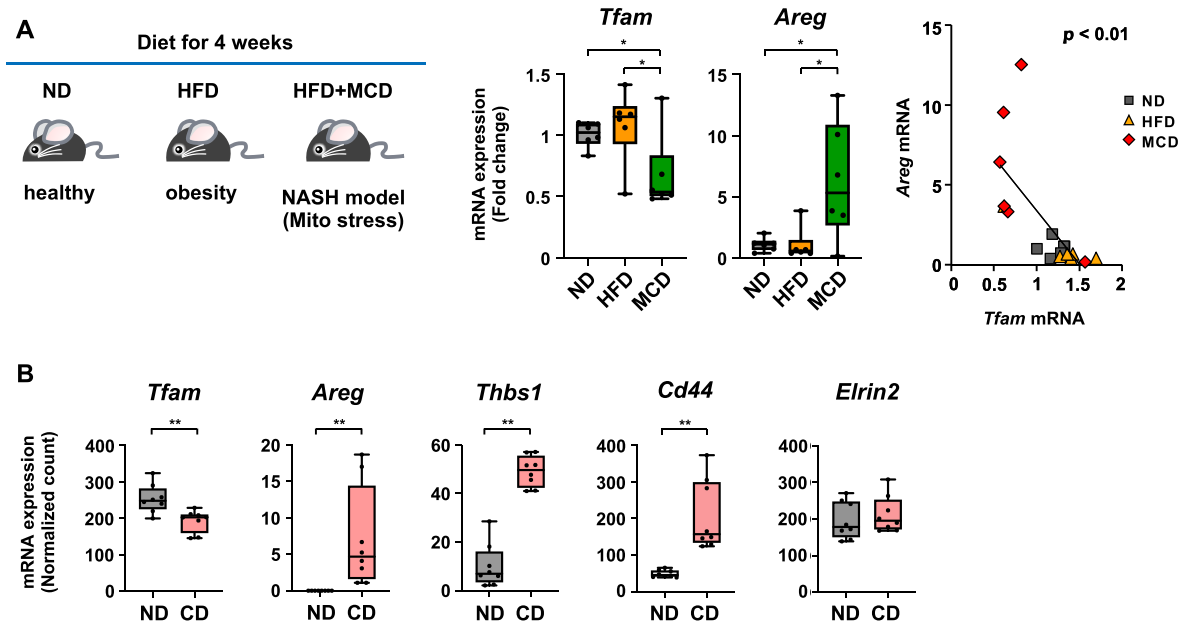 A
Diet for 4 weeks
ND
HFD
HFD+MCD
healthy
obesity
NASH model
(Mito stress)
Tfam
Areg
*
*
*
*
mRNA expression
(Fold change)
1.5
1
0.5
0
ND
HFD
MCD
15
10
5
0
ND
HFD
MCD
p < 0.01
Areg mRNA
15
10
5
0
0
0.5
1
1.5
2
Tfam mRNA
ND
HFD
MCD
B
Tfam
Areg
Thbs1
Cd44
Elrin2
**
**
**
**
mRNA expression
(Normalized count)
400
300
200
100
0
ND CD
20
15
10
5
0
ND CD
60
40
20
0
ND CD
400
300
200
100
0
ND CD
400
300
200
100
0
ND CD